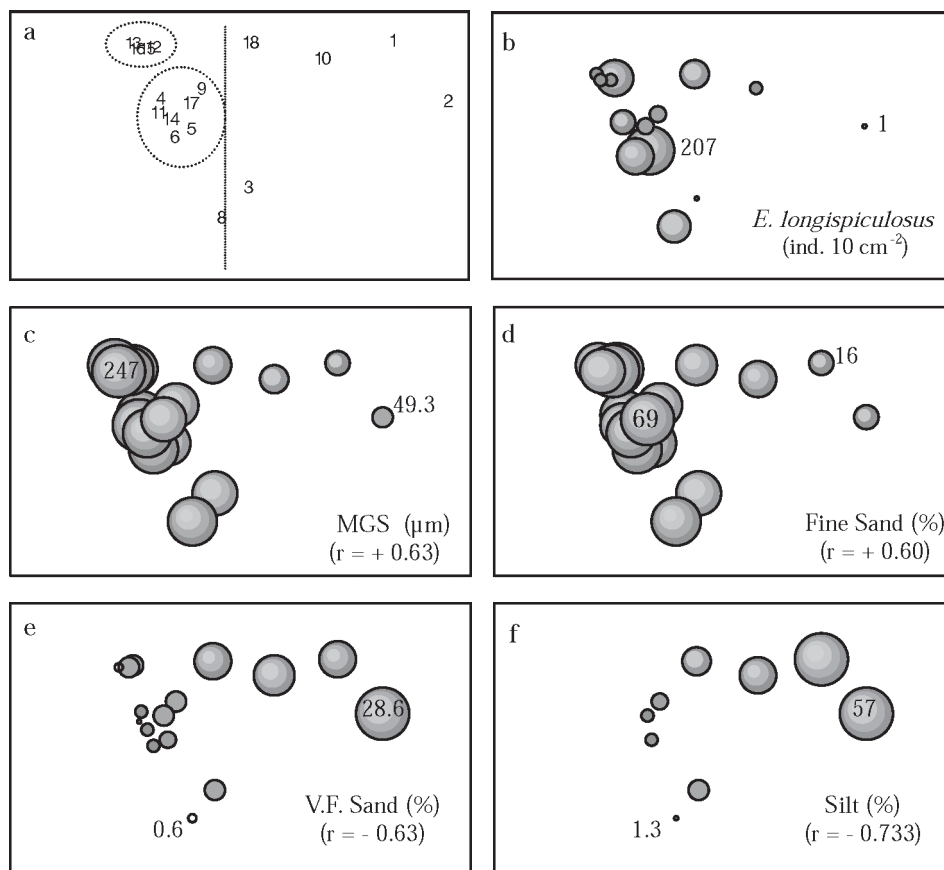 a
18
1
10
2
12
9
4
17
11
14
5
6
3
8
b
1
207
E. longispiculosus
(ind. 10 cm-2)
c
247
49.3
MGS (µm)
(r = + 0.63)
d
16
69
Fine Sand (%)
(r = + 0.60)
e
28.6
0.6
V.F. Sand (%)
(r = - 0.63)
f
57
1.3
Silt (%)
(r = - 0.733)